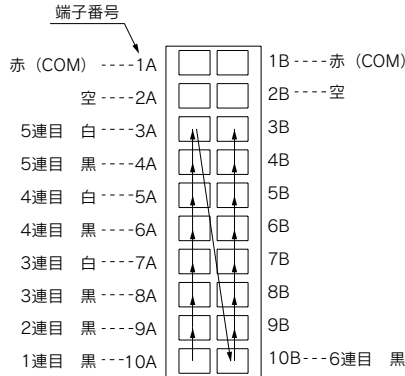 端子番号
赤（COM）----1A
1B----赤（COM）
空----2A
2B----空
5連目 白----3A
3B
5連目 黒----4A
4B
4連目 白----5A
5B
4連目 黒----6A
6B
3連目 白----7A
7B
3連目 黒----8A
8B
2連目 黒----9A
9B
1連目 黒----10A
10B---6連目 黒